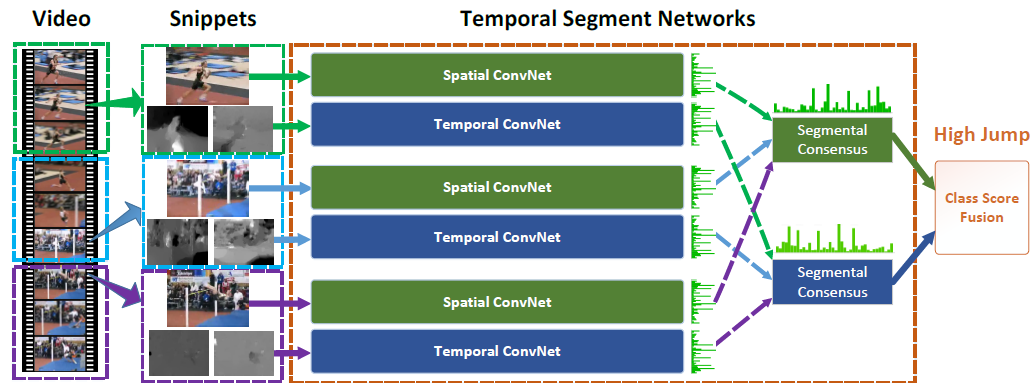 Video
Snippets
Temporal Segment Networks
Spatial ConvNet
Temporal ConvNet
Spatial ConvNet
Temporal ConvNet
Spatial ConvNet
Temporal ConvNet
Segmental
Consensus
Segmental
Consensus
High Jump
Class Score
Fusion